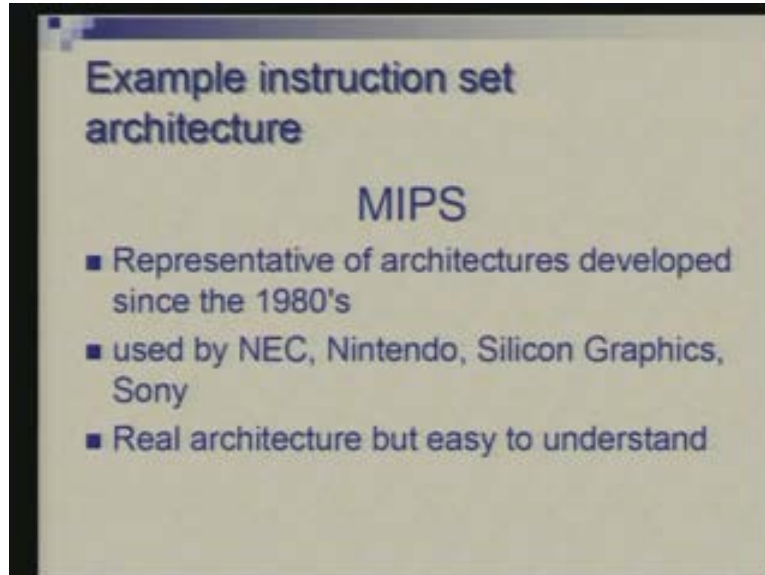 Example instruction set
architecture
MIPS
Representative of architectures developed
since the 1980's
used by NEC, Nintendo, Silicon Graphics,
Sony
Real architecture but easy to understand